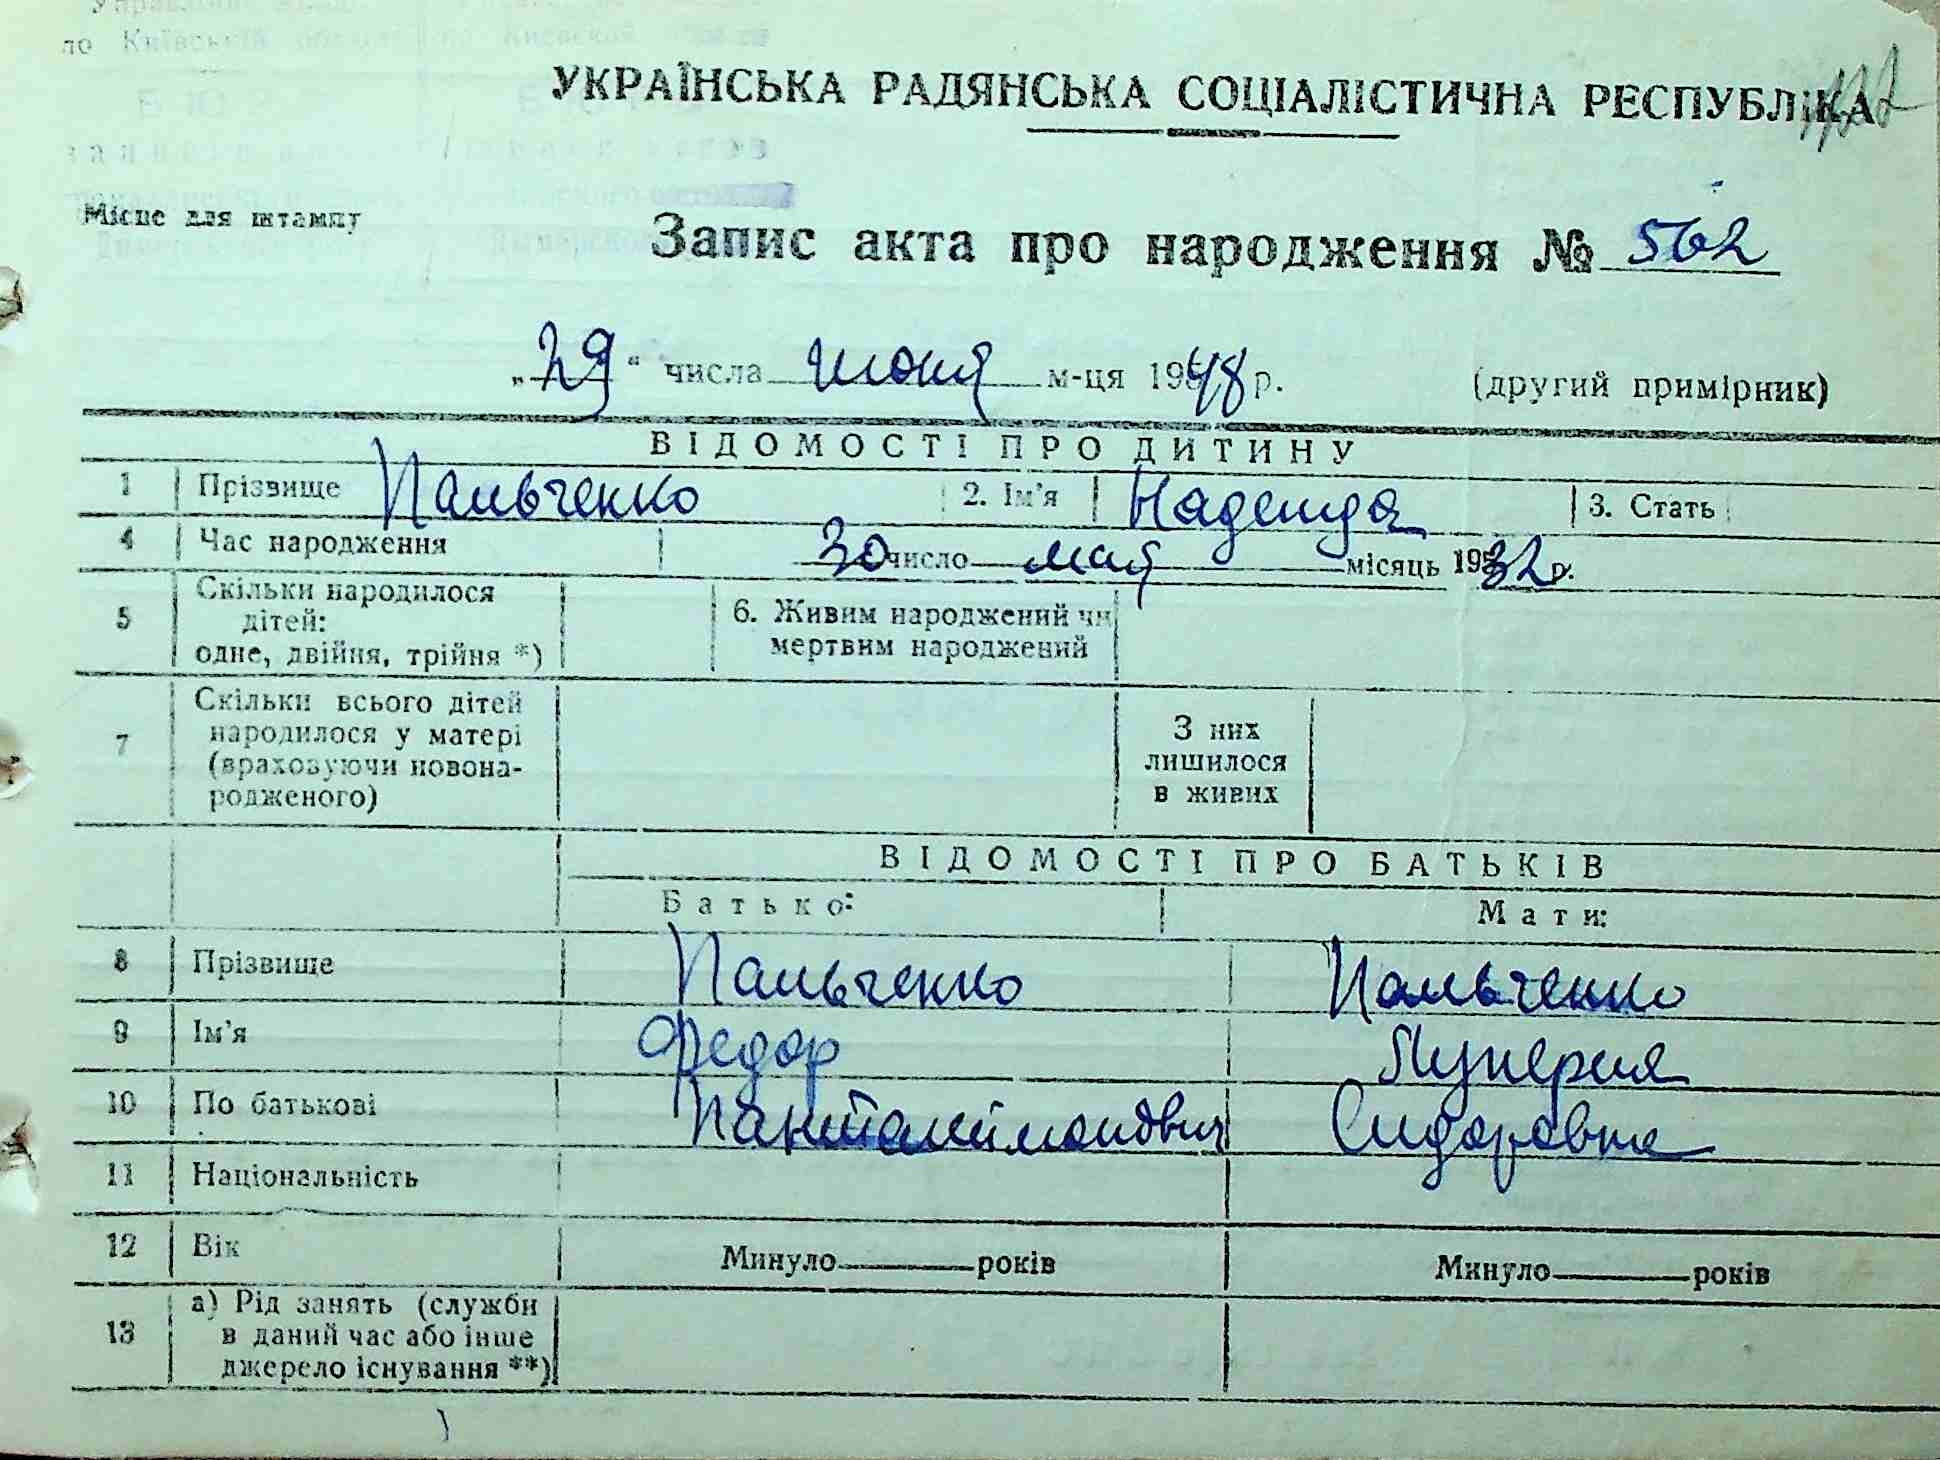 по Київській
УКРАЇНСЬКА РАДЯНСЬКА СОЦІАЛІСТИЧНА РЕСПУБЛІКА
Місце для штампу
Запис акта про народження № 562
„29“ числа июня м-ця 1948 р. (другий примірник)
ВІДОМОСТІ ПРО ДИТИНУ
1 Прізвище Пальченко 2. Ім'я Надежда 3. Стать
4 Час народження 30 число мая місяць 1932 р.
5 Скільки народилося дітей: одне, двійня, трійня *) 6. Живим народжений чи мертвим народжений
7 Скільки всього дітей народилося у матері (враховуючи новонародженого) З них лишилося в живих
ВІДОМОСТІ ПРО БАТЬКІВ
Батько: Мати:
8 Прізвище Пальченко Пальченко
9 Ім'я Федор Лукерия
10 По батькові Пантелеймонович Сидоровна
11 Національність
12 Вік Минуло років Минуло років
13 а) Рід занять (служби в даний час або інше джерело існування **)